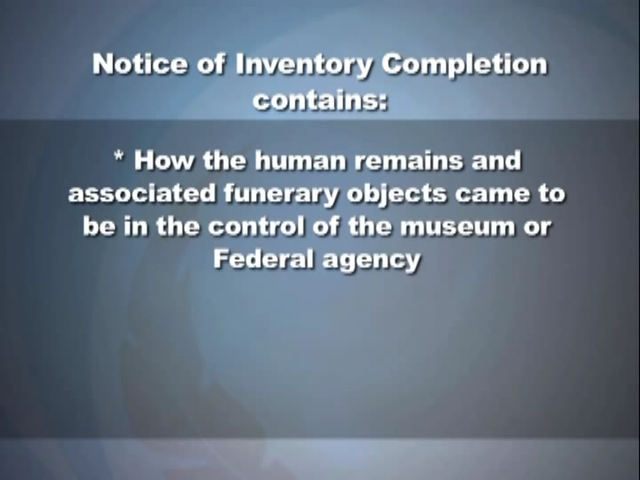 Notice of Inventory Completion
contains:
* How the human remains and
associated funerary objects came to
be in the control of the museum or
Federal agency